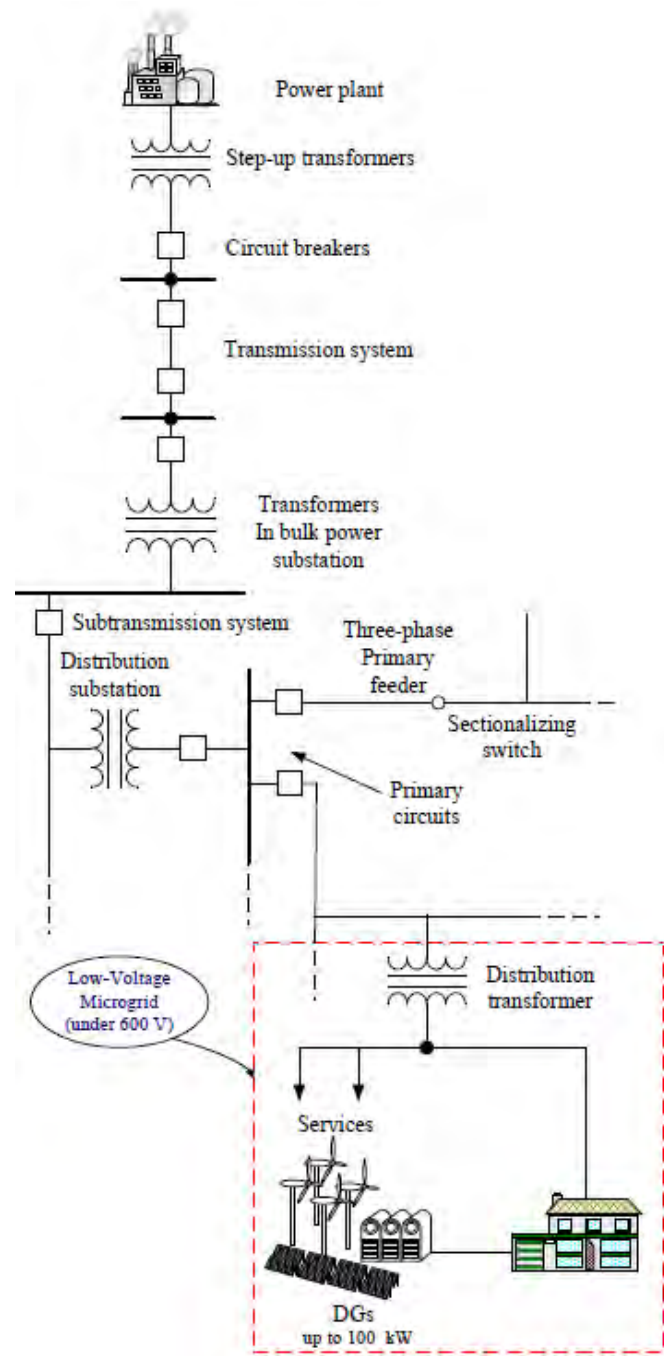 Power plant
Step-up transformers
Circuit breakers
Transmission system
Transformers
In bulk power
substation
Subtransmission system
Distribution
substation
Three-phase
Primary
feeder
Sectionalizing
switch
Primary
circuits
Low-Voltage
Microgrid
(under 600 V)
Distribution
transformer
Services
DGs
up to 100 kW